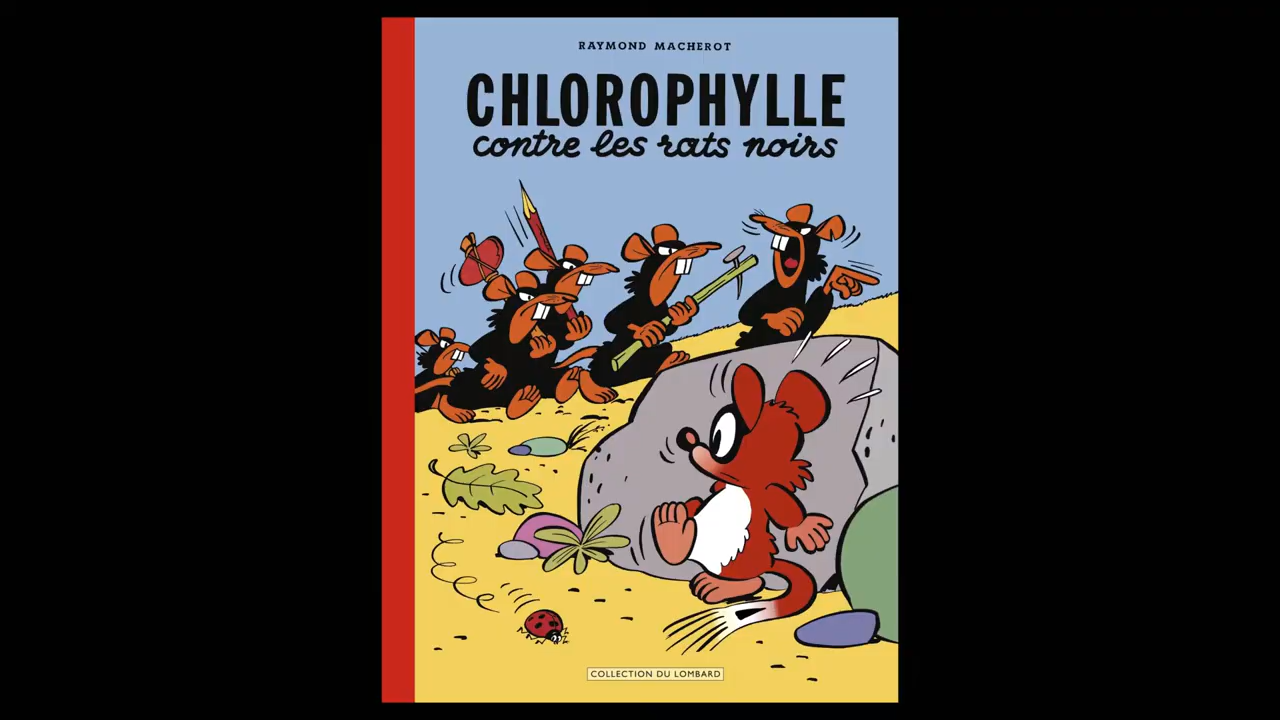 RAYMOND MACHEROT
CHLOROPHYLLE
contre les rats noirs
COLLECTION DU LOMBARD